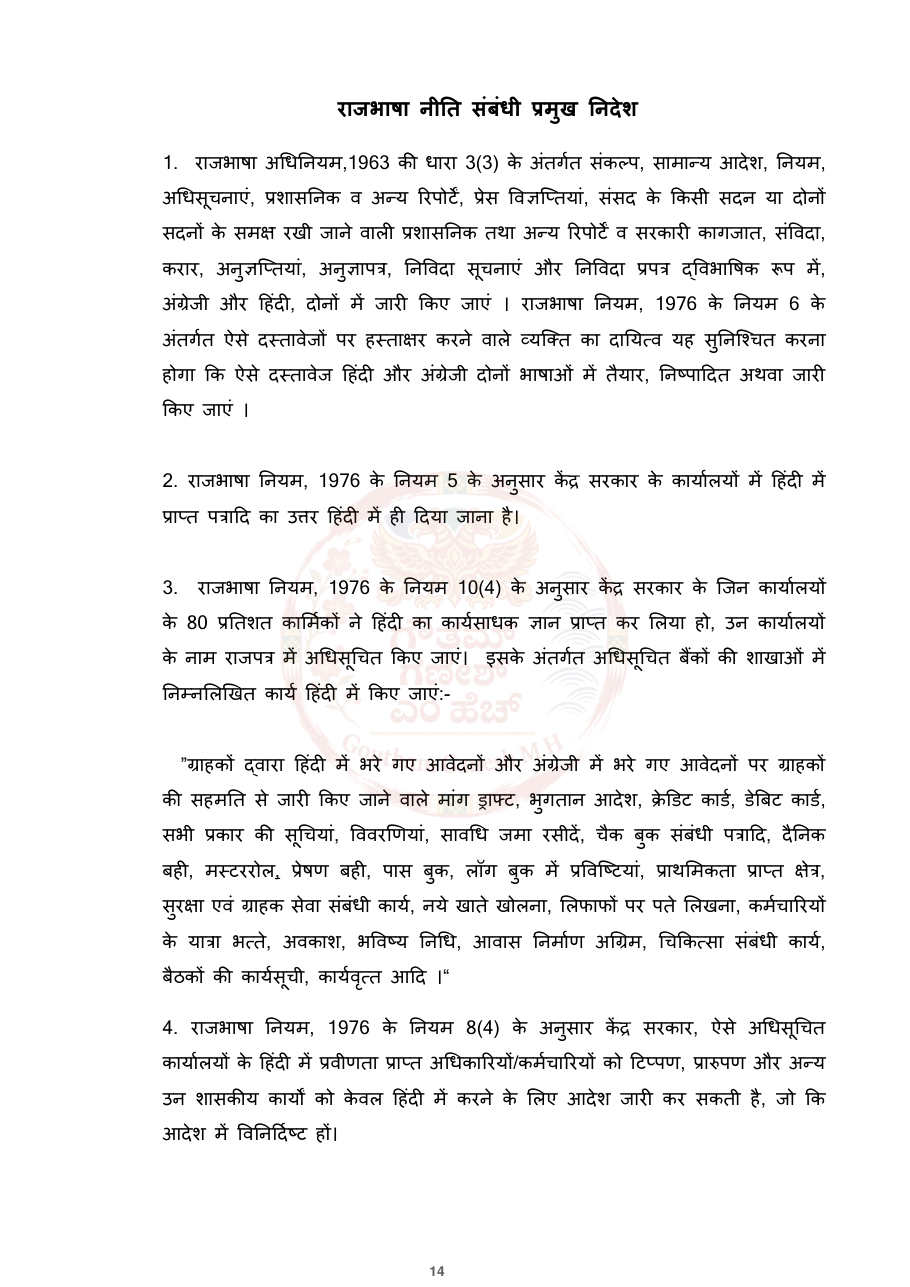 राजभाषा नीति संबंधी प्रमुख निदेश
1. राजभाषा अधिनियम,1963 की धारा 3(3) के अंतर्गत संकल्प, सामान्य आदेश, नियम,
अधिसूचनाएं, प्रशासनिक व अन्य रिपोर्टें, प्रेस विज्ञप्तियां, संसद के किसी सदन या दोनों
सदनों के समक्ष रखी जाने वाली प्रशासनिक तथा अन्य रिपोर्टें व सरकारी कागजात, संविदा,
करार, अनुज्ञप्तियां, अनुज्ञापत्र, निविदा सूचनाएं और निविदा प्रपत्र द्विभाषिक रूप में,
अंग्रेजी और हिंदी, दोनों में जारी किए जाएं । राजभाषा नियम, 1976 के नियम 6 के
अंतर्गत ऐसे दस्तावेजों पर हस्ताक्षर करने वाले व्यक्ति का दायित्व यह सुनिश्चित करना
होगा कि ऐसे दस्तावेज हिंदी और अंग्रेजी दोनों भाषाओं में तैयार, निष्पादित अथवा जारी
किए जाएं ।
2. राजभाषा नियम, 1976 के नियम 5 के अनुसार केंद्र सरकार के कार्यालयों में हिंदी में
प्राप्त पत्रादि का उत्तर हिंदी में ही दिया जाना है।
3. राजभाषा नियम, 1976 के नियम 10(4) के अनुसार केंद्र सरकार के जिन कार्यालयों
के 80 प्रतिशत कार्मिकों ने हिंदी का कार्यसाधक ज्ञान प्राप्त कर लिया हो, उन कार्यालयों
के नाम राजपत्र में अधिसूचित किए जाएं। इसके अंतर्गत अधिसूचित बैंकों की शाखाओं में
निम्नलिखित कार्य हिंदी में किए जाएं:-
ಗೌತಮ್
ಗಣೇಶ್
ಎಂ ಹೆಚ್
Goutham Ganesh M H
”ग्राहकों द्वारा हिंदी में भरे गए आवेदनों और अंग्रेजी में भरे गए आवेदनों पर ग्राहकों
की सहमति से जारी किए जाने वाले मांग ड्राफ्ट, भुगतान आदेश, क्रेडिट कार्ड, डेबिट कार्ड,
सभी प्रकार की सूचियां, विवरणियां, सावधि जमा रसीदें, चैक बुक संबंधी पत्रादि, दैनिक
बही, मस्टररोल, प्रेषण बही, पास बुक, लॉग बुक में प्रविष्टियां, प्राथमिकता प्राप्त क्षेत्र,
सुरक्षा एवं ग्राहक सेवा संबंधी कार्य, नये खाते खोलना, लिफाफों पर पते लिखना, कर्मचारियों
के यात्रा भत्ते, अवकाश, भविष्य निधि, आवास निर्माण अग्रिम, चिकित्सा संबंधी कार्य,
बैठकों की कार्यसूची, कार्यवृत्त आदि ।“
4. राजभाषा नियम, 1976 के नियम 8(4) के अनुसार केंद्र सरकार, ऐसे अधिसूचित
कार्यालयों के हिंदी में प्रवीणता प्राप्त अधिकारियों/कर्मचारियों को टिप्पण, प्रारुपण और अन्य
उन शासकीय कार्यों को केवल हिंदी में करने के लिए आदेश जारी कर सकती है, जो कि
आदेश में विनिर्दिष्ट हों।
14